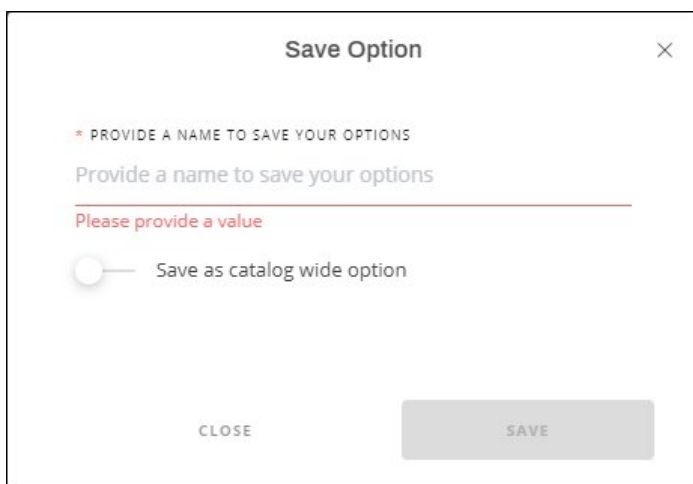 Save Option
* PROVIDE A NAME TO SAVE YOUR OPTIONS
Provide a name to save your options
Please provide a value
Save as catalog wide option
CLOSE SAVE